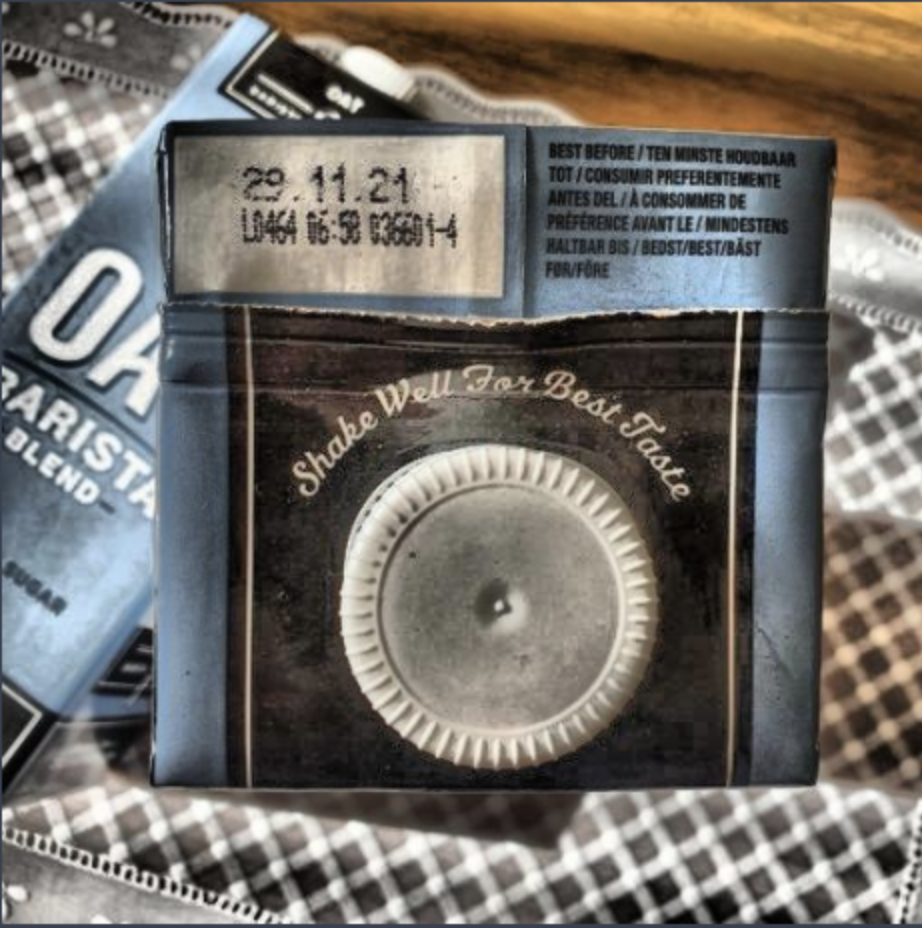 29.11.21
L0464 06:58 036601-4
BEST BEFORE / TEN MINSTE HOUDBAAR
TOT / CONSUMIR PREFERENTEMENTE
ANTES DEL / À CONSOMMER DE
PRÉFÉRENCE AVANT LE / MINDESTENS
HALTBAR BIS / BEDST/BEST/BÄST
FØR/FÖRE
Shake Well For Best Taste
OAT
OA
BARISTA
BLEND
SUGAR